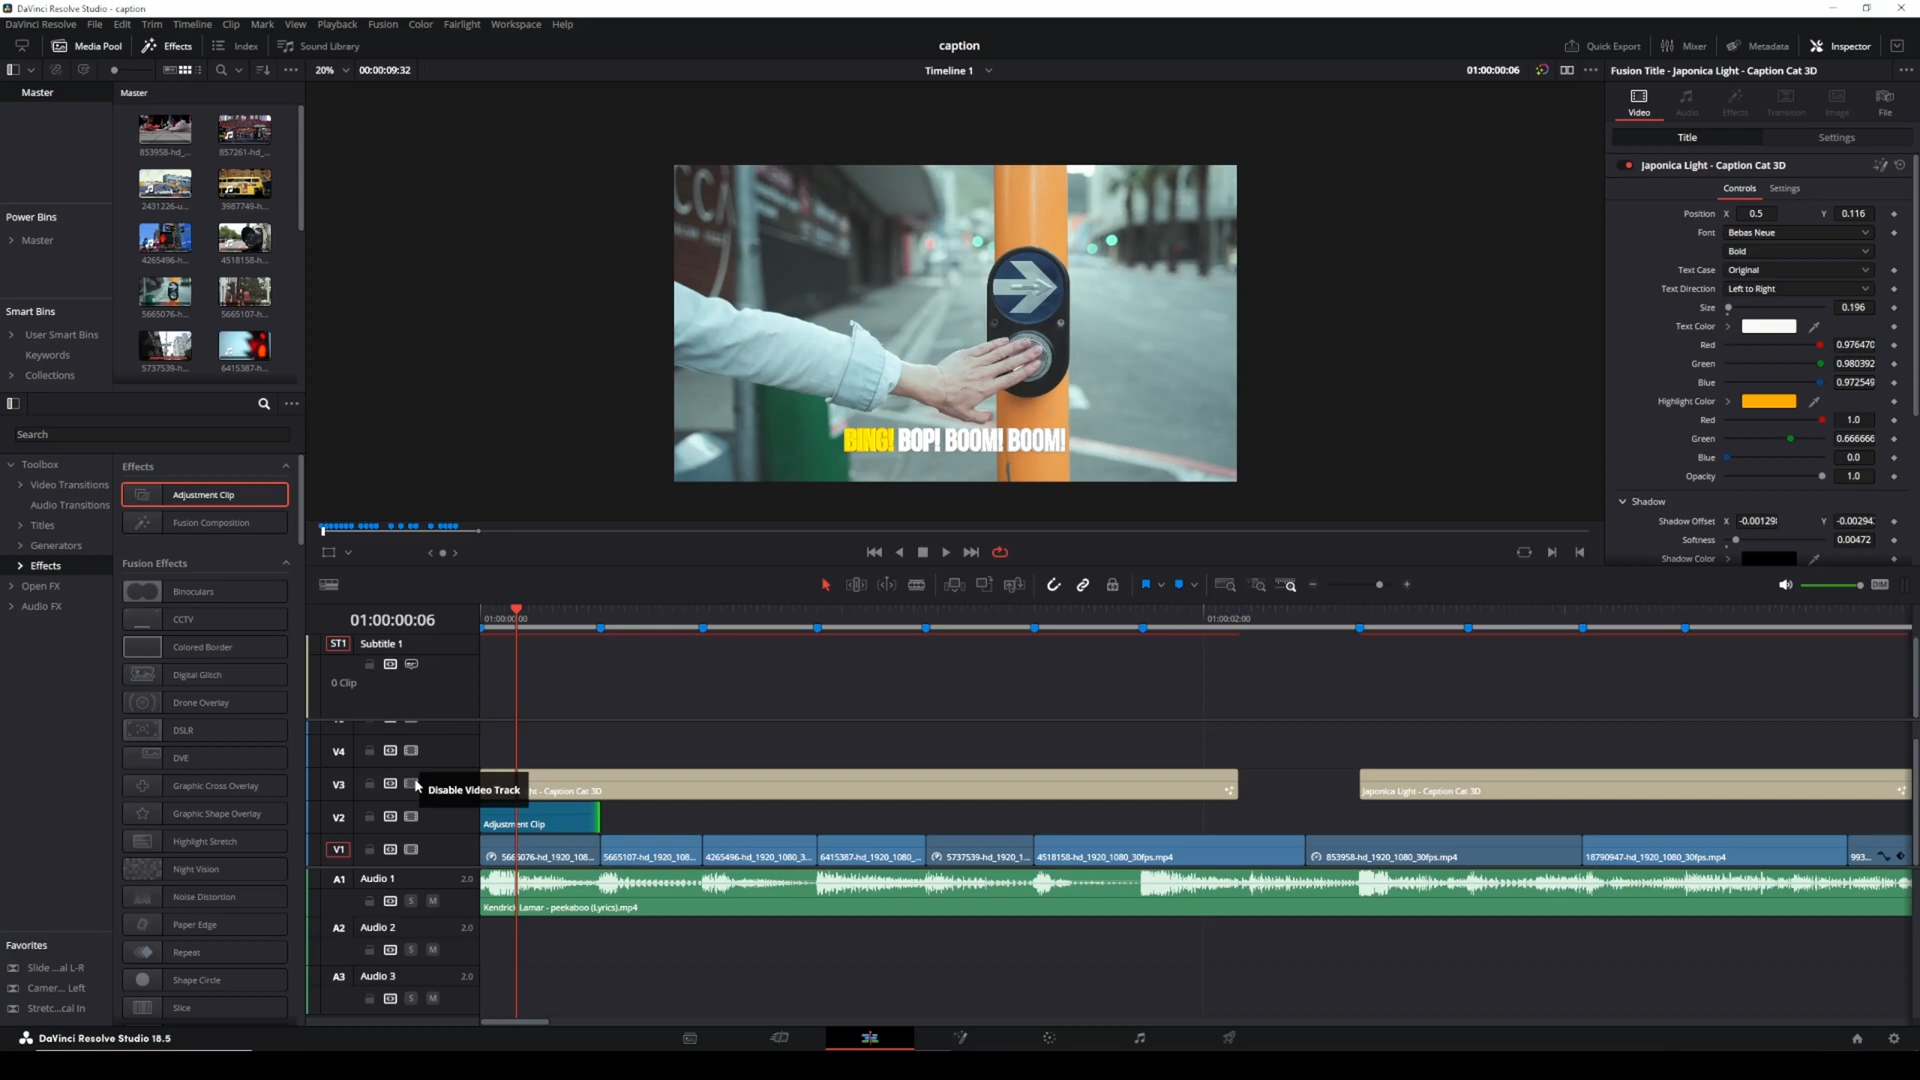 DaVinci Resolve Studio - caption
DaVinci Resolve File Edit Trim Timeline Clip Mark View Playback Fusion Color Fairlight Workspace Help
Media Pool Effects Index Sound Library caption Quick Export Mixer Metadata Inspector
20% 00:00:09:32 Timeline 1 01:00:00:06 Fusion Title - Japonica Light - Caption Cat 3D
Master Master
Video Audio Effects Transition Image File
853958-hd_... 857261-hd_...
Title Settings
Japonica Light - Caption Cat 3D
2431226-u... 3987749-h...
Controls Settings
Power Bins
Position X 0.5 Y 0.116
Master
Font Bebas Neue
Bold
4265496-h... 4518158-h...
Text Case Original
Text Direction Left to Right
Size 0.196
5665076-h... 5665107-h...
Smart Bins
Text Color
User Smart Bins
Red 0.976470
Keywords
Green 0.980392
Collections
5737539-h... 6415387-h...
Blue 0.972549
Highlight Color
Red 1.0
Green 0.666666
Blue 0.0
Opacity 1.0
BING! BOP! BOOM! BOOM!
Search
Shadow
Shadow Offset X -0.00129 Y -0.00294
Softness 0.00472
Shadow Color
Toolbox Effects
Video Transitions Adjustment Clip
Audio Transitions
Titles Fusion Composition
Generators
Effects Fusion Effects
Open FX Binoculars
Audio FX
CCTV
Colored Border
Digital Glitch
Drone Overlay
DSLR
DVE
Graphic Cross Overlay
Graphic Shape Overlay
Highlight Stretch
Night Vision
Noise Distortion
Paper Edge
Repeat
Shape Circle
Slice
Favorites
Slide ...al L-R
Camer... Left
Stretc...cal In
DIM
01:00:00:06 01:00:00:00 01:00:02:00
ST1 Subtitle 1
0 Clip
V4
V3 Disable Video Track ht - Caption Cat 3D Japonica Light - Caption Cat 3D
V2 Adjustment Clip
V1 5665076-hd_1920_108... 5665107-hd_1920_108... 4265496-hd_1920_1080_3... 6415387-hd_1920_1080_... 5737539-hd_1920_1... 4518158-hd_1920_1080_30fps.mp4 853958-hd_1920_1080_30fps.mp4 18790947-hd_1920_1080_30fps.mp4 993...
A1 Audio 1 2.0
S M
Kendrick Lamar - peekaboo (Lyrics).mp4
A2 Audio 2 2.0
S M
A3 Audio 3 2.0
S M
DaVinci Resolve Studio 18.5